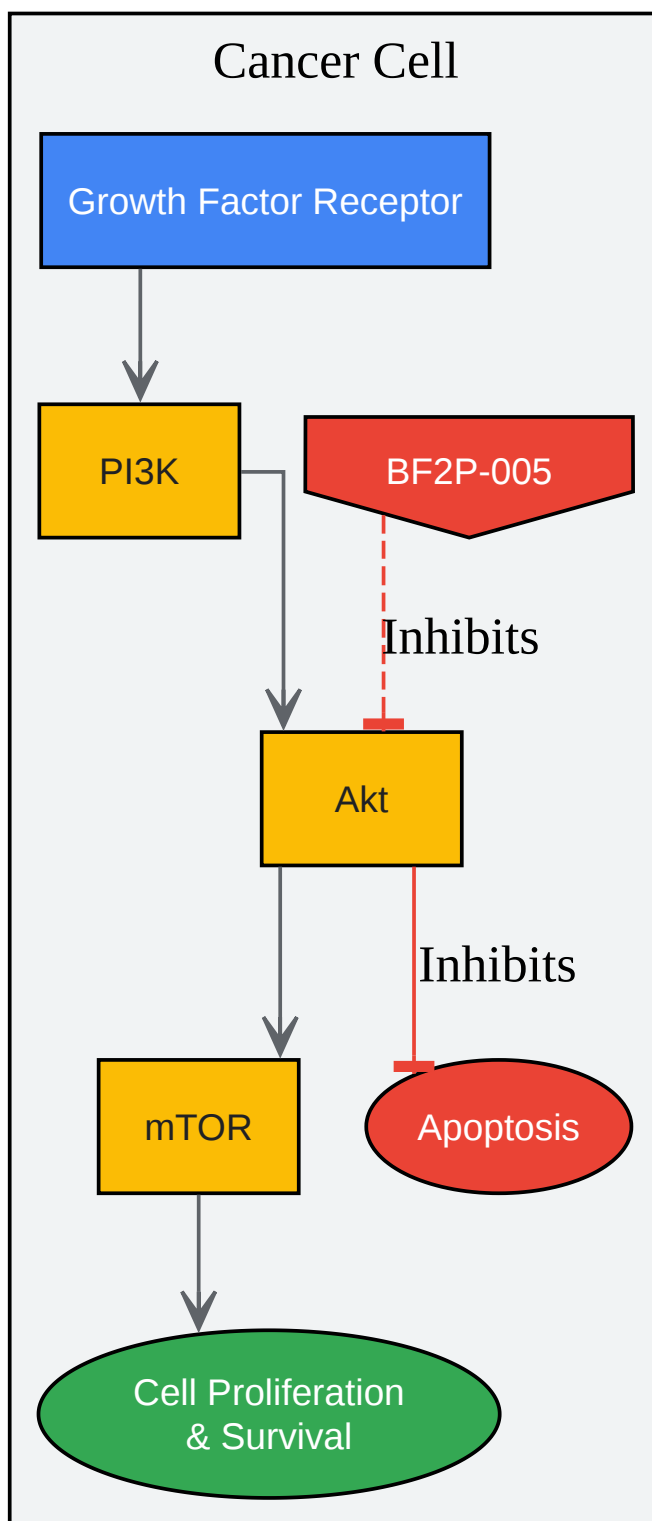 Cancer Cell
Growth Factor Receptor
PI3K
BF2P-005
Inhibits
Akt
Inhibits
mTOR
Apoptosis
Cell Proliferation
& Survival